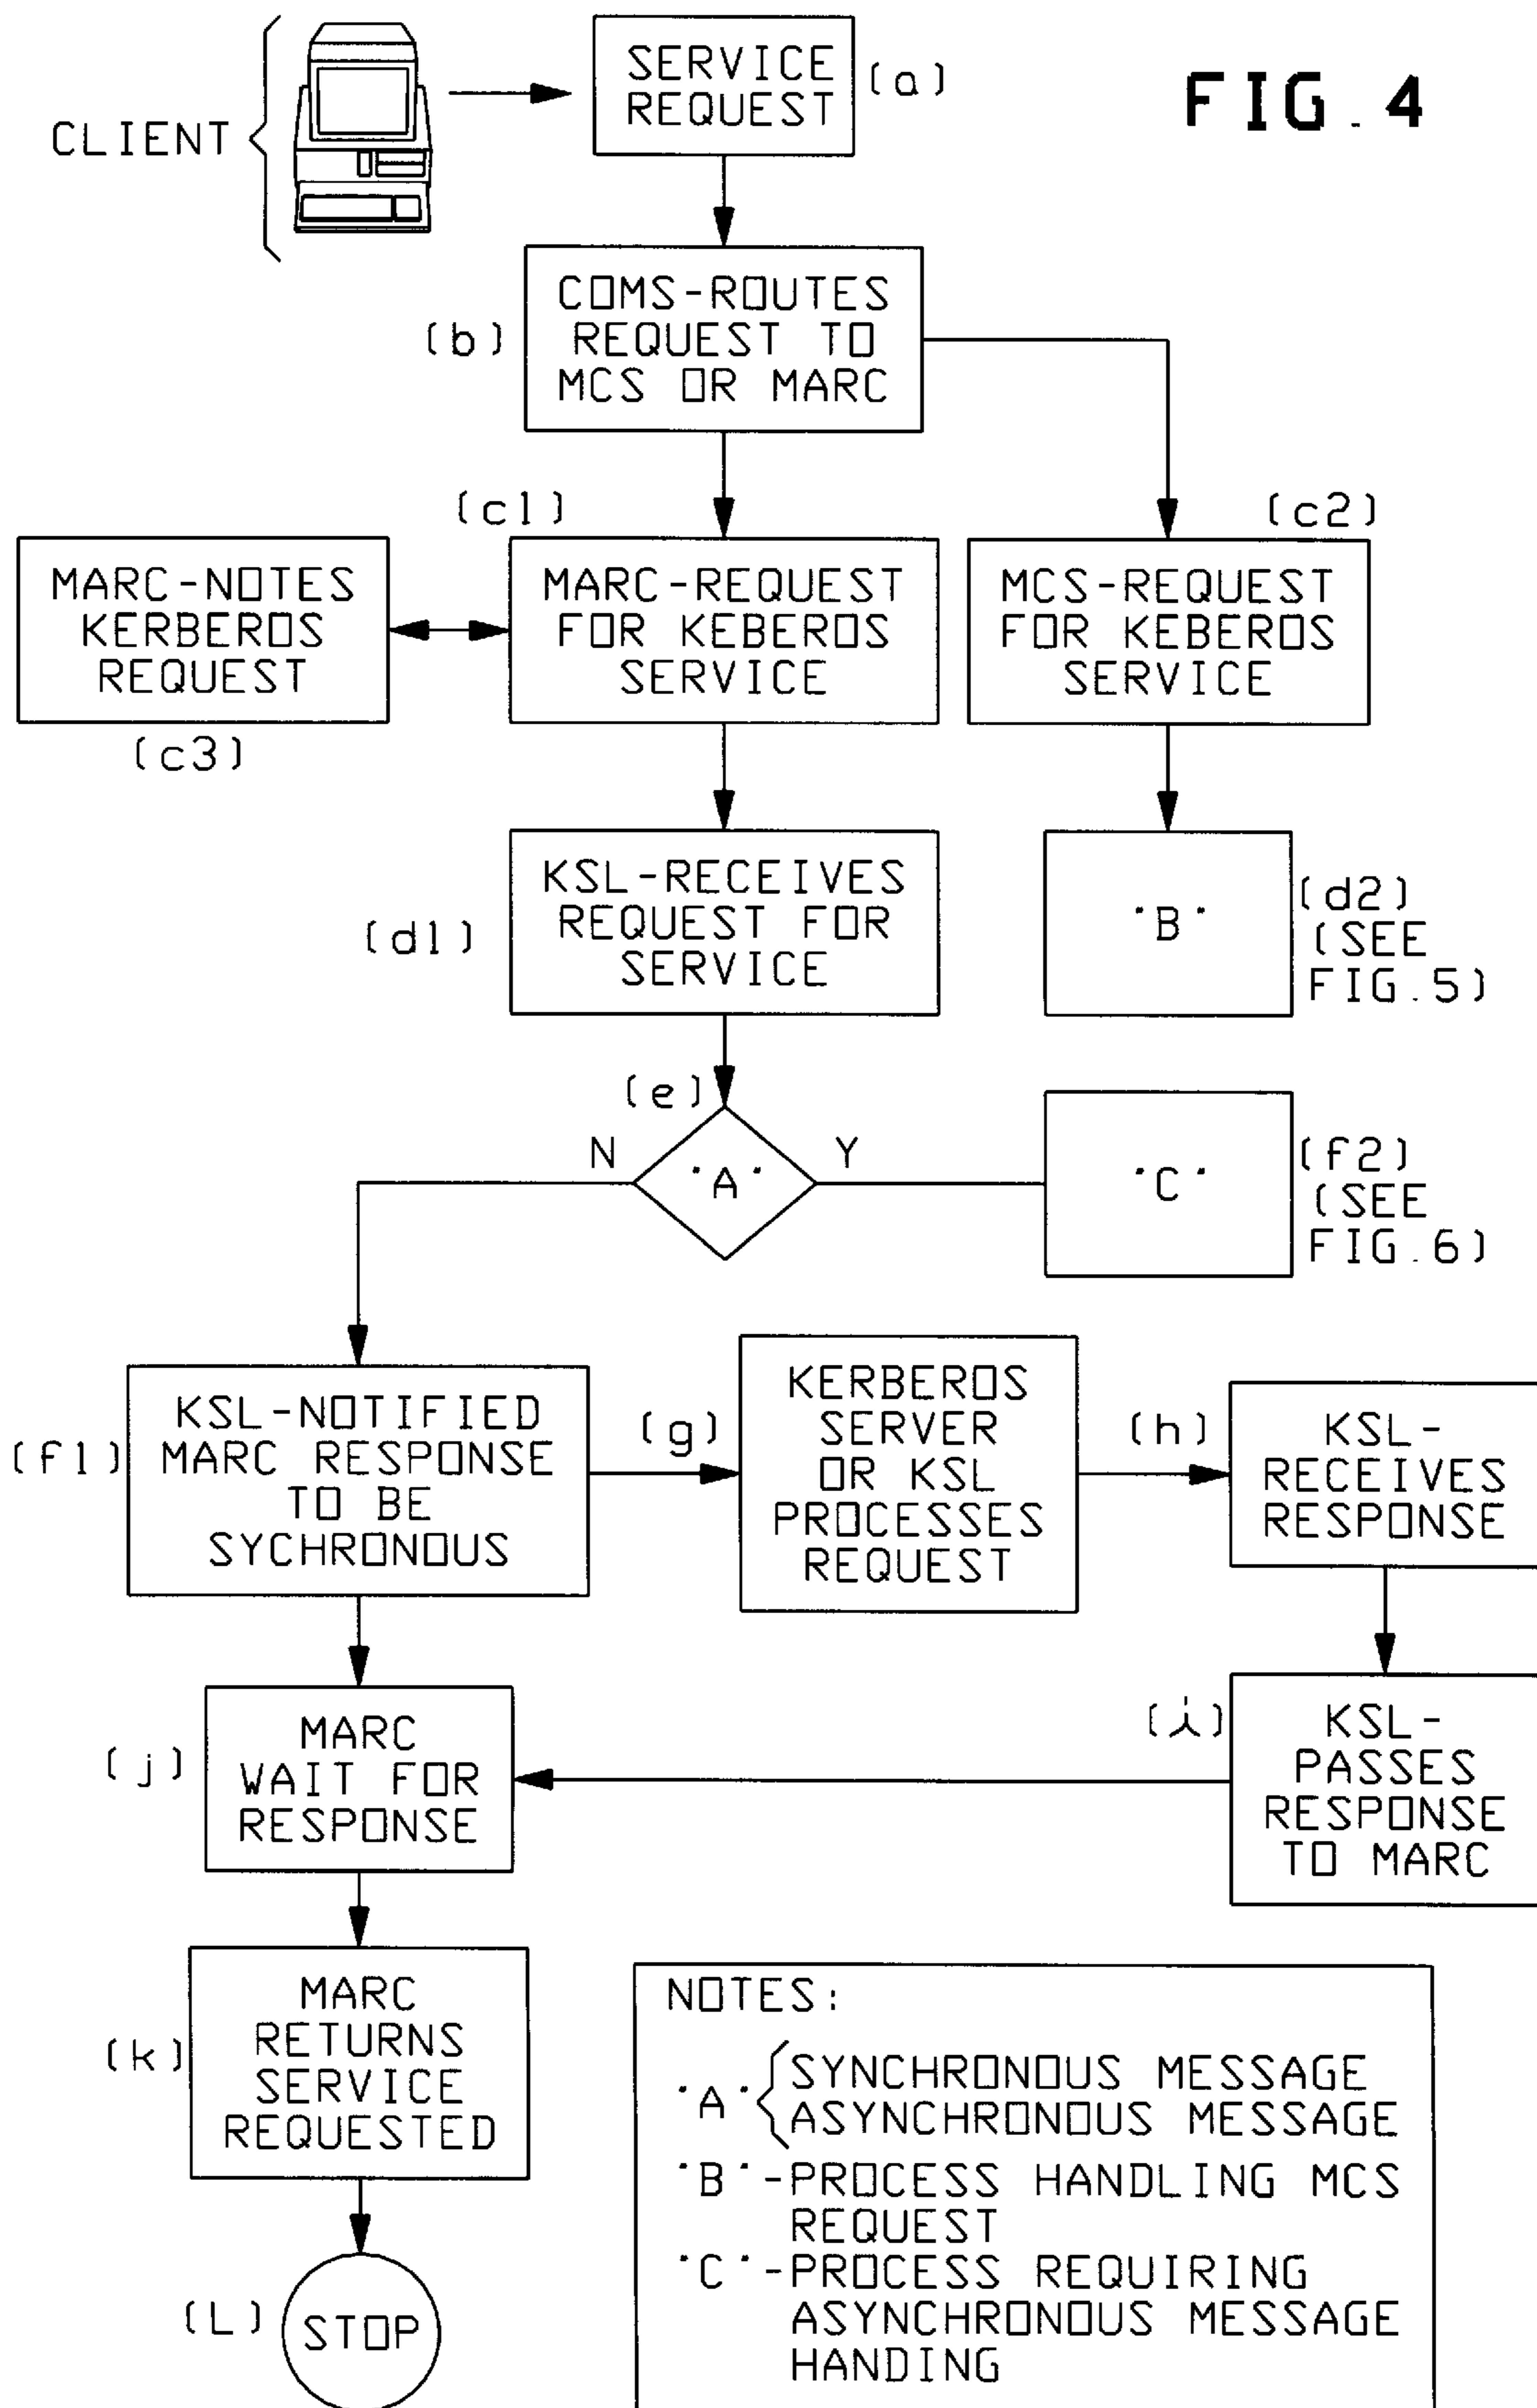 FIG. 4
CLIENT
SERVICE
REQUEST
(a)
(b)
COMS-ROUTES
REQUEST TO
MCS OR MARC
(c1)
(c2)
MARC-NOTES
KERBEROS
REQUEST
(c3)
MARC-REQUEST
FOR KEBEROS
SERVICE
MCS-REQUEST
FOR KEBEROS
SERVICE
(d1)
KSL-RECEIVES
REQUEST FOR
SERVICE
"B"
(d2)
(SEE
FIG.5)
(e)
N
"A"
Y
"C"
(f2)
(SEE
FIG.6)
(f1)
KSL-NOTIFIED
MARC RESPONSE
TO BE
SYCHRONOUS
(g)
KERBEROS
SERVER
OR KSL
PROCESSES
REQUEST
(h)
KSL-
RECEIVES
RESPONSE
(i)
KSL-
PASSES
RESPONSE
TO MARC
(j)
MARC
WAIT FOR
RESPONSE
(k)
MARC
RETURNS
SERVICE
REQUESTED
(L)
STOP
NOTES:
"A" SYNCHRONOUS MESSAGE
ASYNCHRONOUS MESSAGE
"B"-PROCESS HANDLING MCS
REQUEST
"C"-PROCESS REQUIRING
ASYNCHRONOUS MESSAGE
HANDING